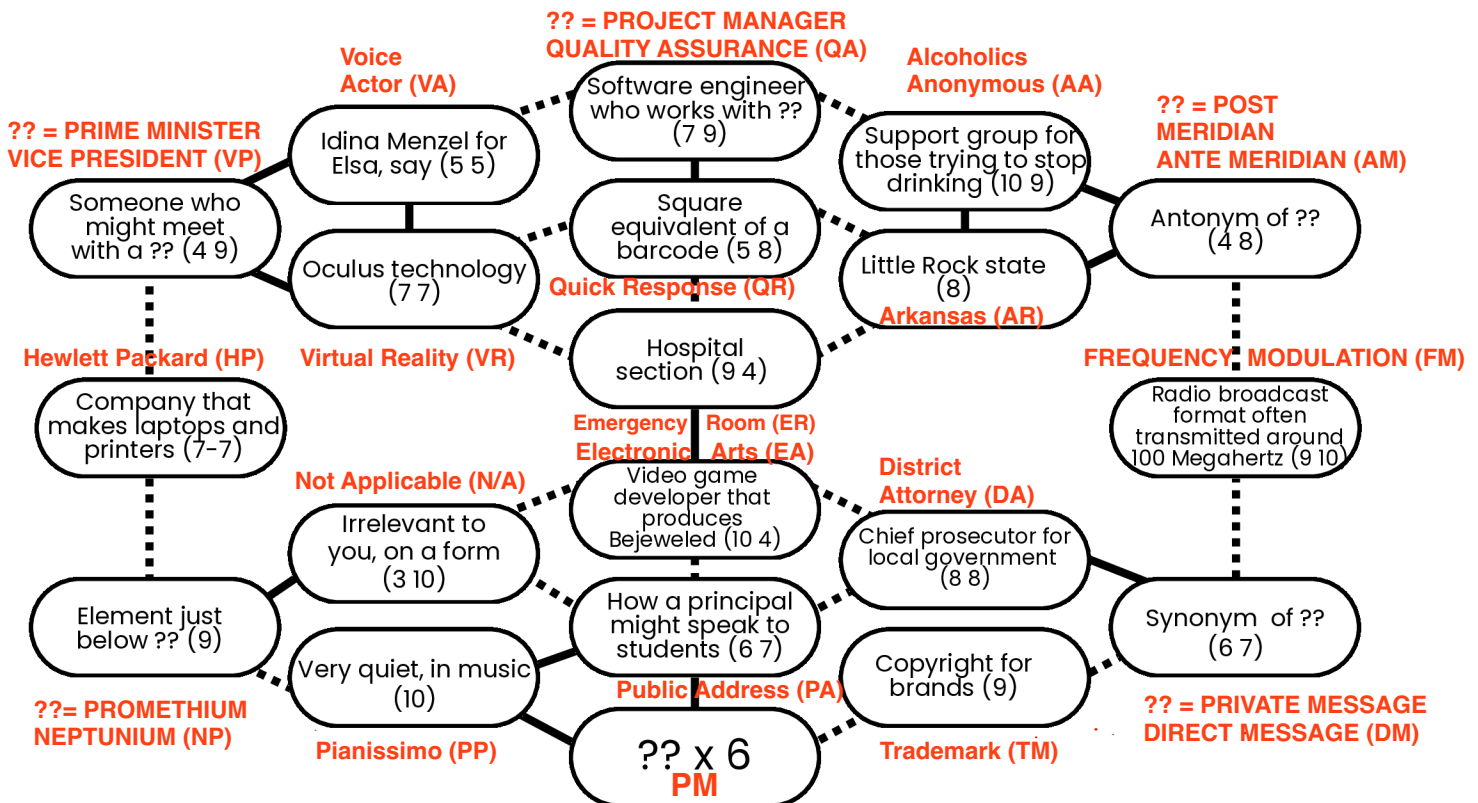 ?? = PROJECT MANAGER
QUALITY ASSURANCE (QA)
Voice
Actor (VA)
Alcoholics
Anonymous (AA)
Software engineer
who works with ??
(7 9)
?? = PRIME MINISTER
VICE PRESIDENT (VP)
?? = POST
MERIDIAN
ANTE MERIDIAN (AM)
Idina Menzel for
Elsa, say (5 5)
Support group for
those trying to stop
drinking (10 9)
Someone who
might meet
with a ?? (4 9)
Square
equivalent of a
barcode (5 8)
Antonym of ??
(4 8)
Oculus technology
(7 7)
Quick Response (QR)
Little Rock state
(8)
Arkansas (AR)
Hewlett Packard (HP)
Virtual Reality (VR)
Hospital
section (9 4)
FREQUENCY MODULATION (FM)
Company that
makes laptops and
printers (7-7)
Emergency Room (ER)
Electronic Arts (EA)
Radio broadcast
format often
transmitted around
100 Megahertz (9 10)
Not Applicable (N/A)
Video game
developer that
produces
Bejeweled (10 4)
District
Attorney (DA)
Irrelevant to
you, on a form
(3 10)
Chief prosecutor for
local government
(8 8)
Element just
below ?? (9)
How a principal
might speak to
students (6 7)
Synonym of ??
(6 7)
Very quiet, in music
(10)
Public Address (PA)
Copyright for
brands (9)
??= PROMETHIUM
NEPTUNIUM (NP)
Pianissimo (PP)
?? x 6
PM
Trademark (TM)
?? = PRIVATE MESSAGE
DIRECT MESSAGE (DM)